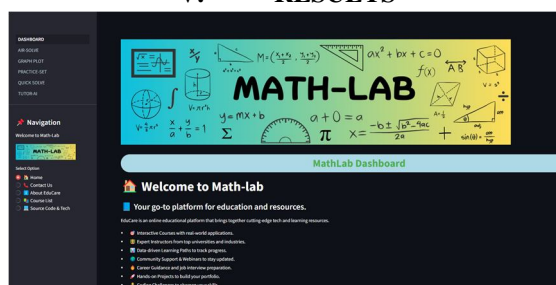 V. RESULTS
DASHBOARD
AIR-SOLVE
GRAPH PLOT
PRACTICE-SET
QUICK SOLVE
TUTOR-AI
Navigation
Welcome to Math-Lab
MATH-LAB
Select Option
Home
Contact Us
About EduCare
Course List
Source Code & Tech
MATH-LAB
ax² + bx + c = 0
f(x)
y = mx + b
a + 0 = a
Σ
π
MathLab Dashboard
Welcome to Math-lab
Your go-to platform for education and resources.
EduCare is an online educational platform that brings together cutting-edge tech and learning resources.
Interactive Courses with real-world applications.
Expert Instructors from top universities and industries.
Data-driven Learning Paths to track progress.
Community Support & Webinars to stay updated.
Career Guidance and job interview preparation.
Hands-on Projects to build your portfolio.